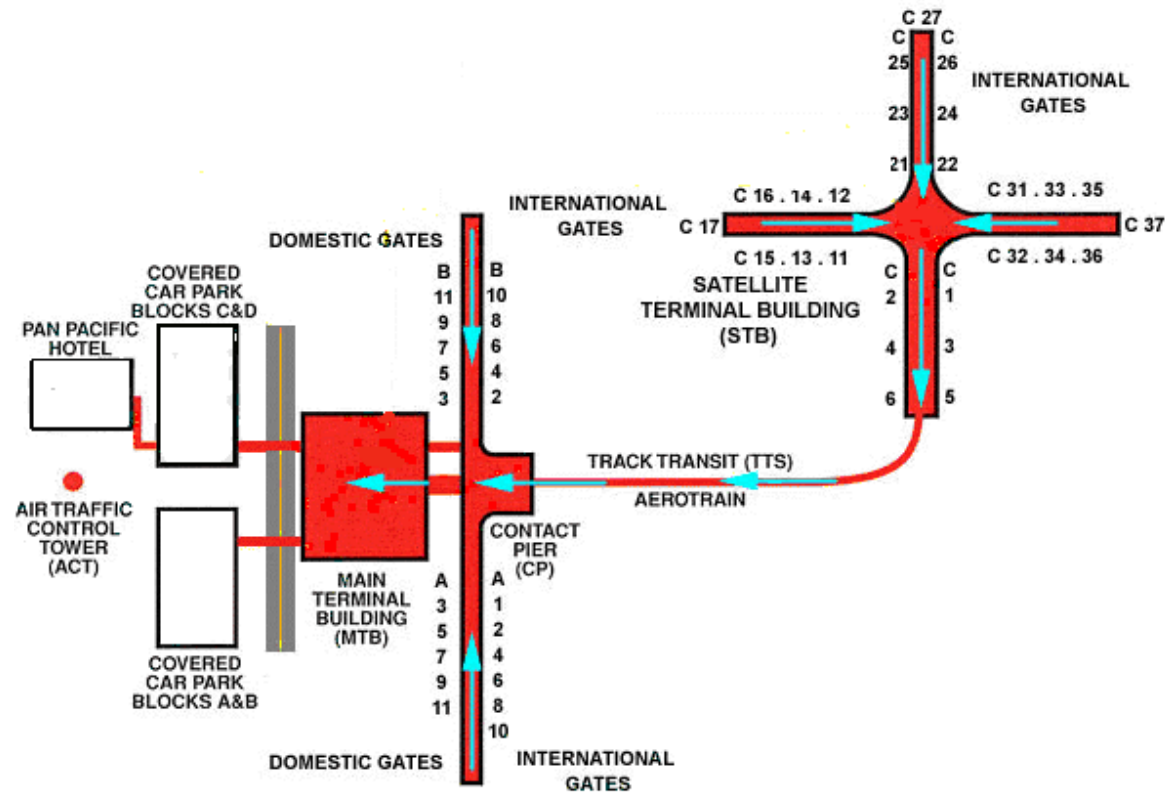 C 27
C C
25 26
23 24
21 22
INTERNATIONAL
GATES
C 16 . 14 . 12
C 31 . 33 . 35
C 17
C 37
C 15 . 13 . 11
C 32 . 34 . 36
C C
2 1
4 3
6 5
SATELLITE
TERMINAL BUILDING
(STB)
INTERNATIONAL
GATES
DOMESTIC GATES
B B
11 10
9 8
7 6
5 4
3 2
COVERED
CAR PARK
BLOCKS C&D
PAN PACIFIC
HOTEL
AIR TRAFFIC
CONTROL
TOWER
(ACT)
TRACK TRANSIT (TTS)
AEROTRAIN
CONTACT
PIER
(CP)
MAIN
TERMINAL
BUILDING
(MTB)
A A
3 1
5 2
7 4
9 6
11 8
10
COVERED
CAR PARK
BLOCKS A&B
DOMESTIC GATES
INTERNATIONAL
GATES